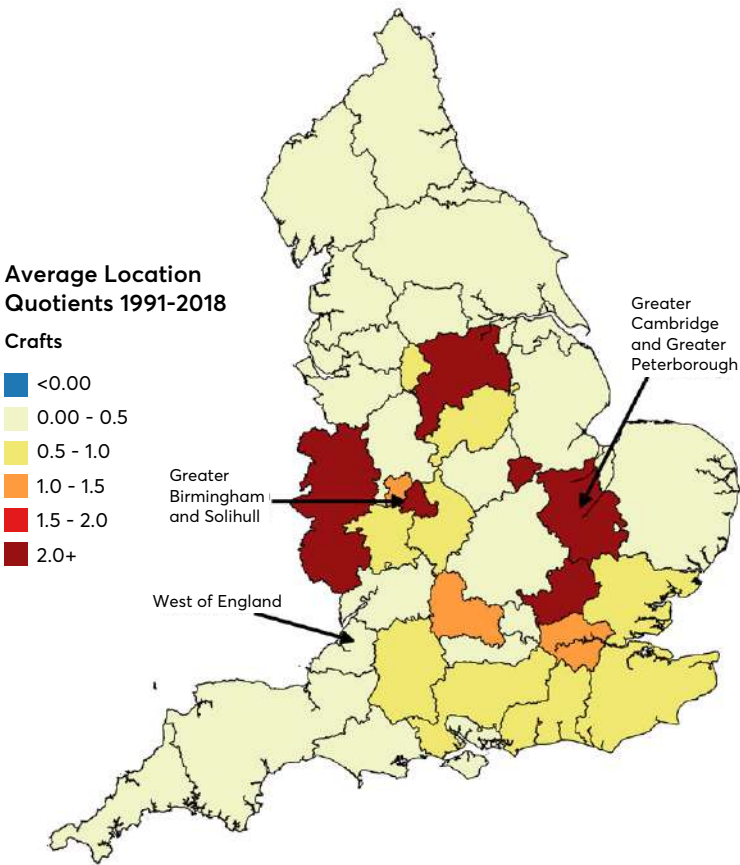 Average Location
Quotients 1991-2018
Crafts
<0.00
0.00 - 0.5
0.5 - 1.0
1.0 - 1.5
1.5 - 2.0
2.0+
Greater
Cambridge
and Greater
Peterborough
Greater
Birmingham
and Solihull
West of England